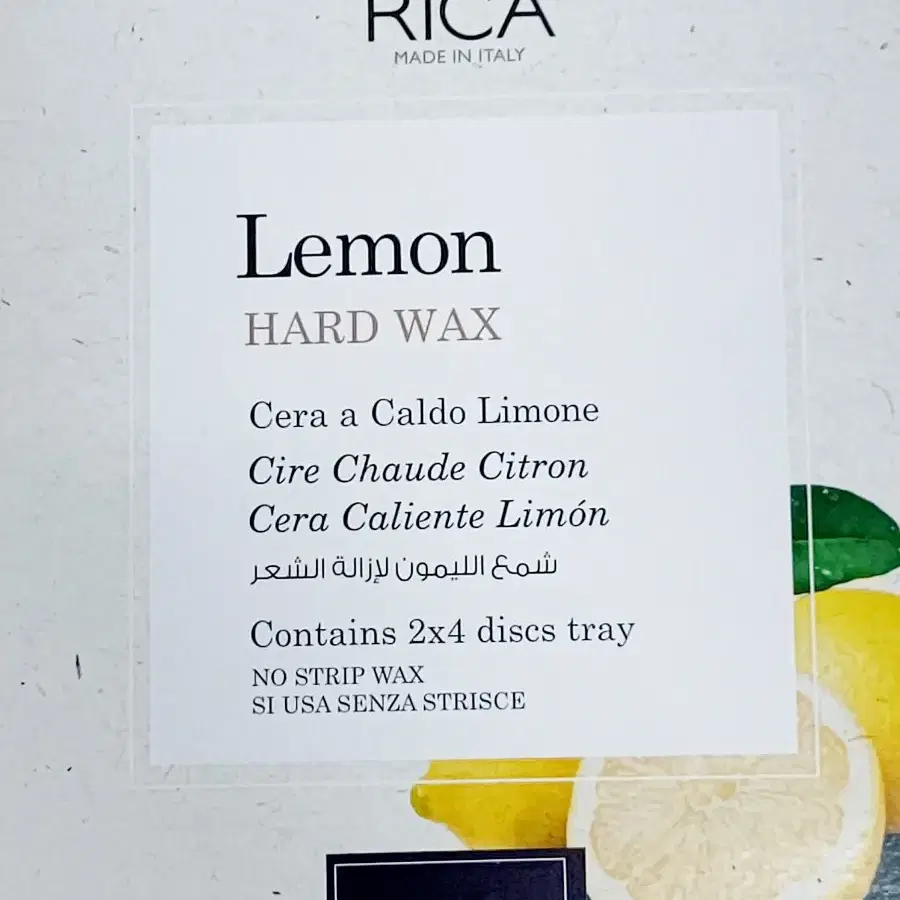 RICA
MADE IN ITALY
Lemon
HARD WAX
Cera a Caldo Limone
Cire Chaude Citron
Cera Caliente Limón
شمع الليمون لإزالة الشعر
Contains 2x4 discs tray
NO STRIP WAX
SI USA SENZA STRISCE